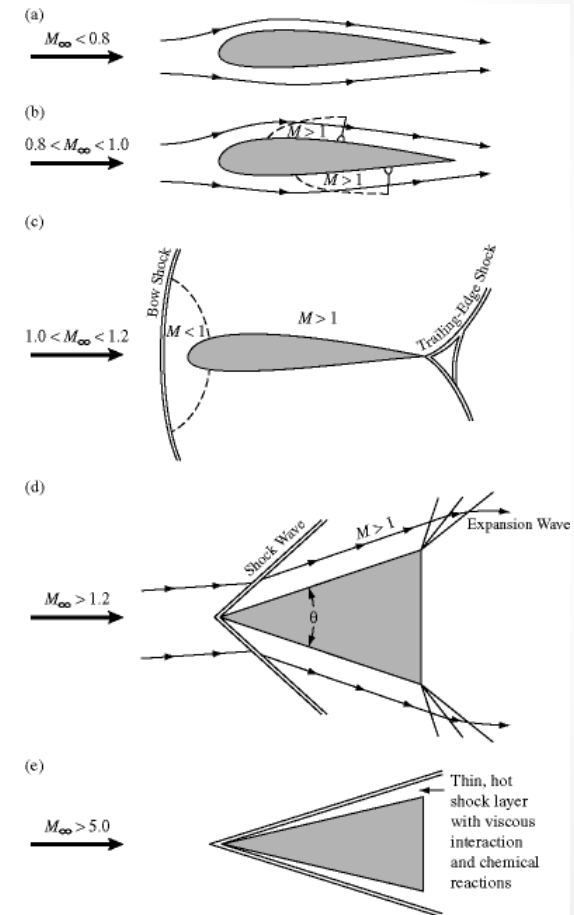 (a)
M∞ < 0.8
(b)
0.8 < M∞ < 1.0
M > 1
M > 1
(c)
1.0 < M∞ < 1.2
Bow Shock
M < 1
M > 1
Trailing-Edge Shock
(d)
M∞ > 1.2
Shock Wave
M > 1
Expansion Wave
θ
(e)
M∞ > 5.0
Thin, hot
shock layer
with viscous
interaction
and chemical
reactions